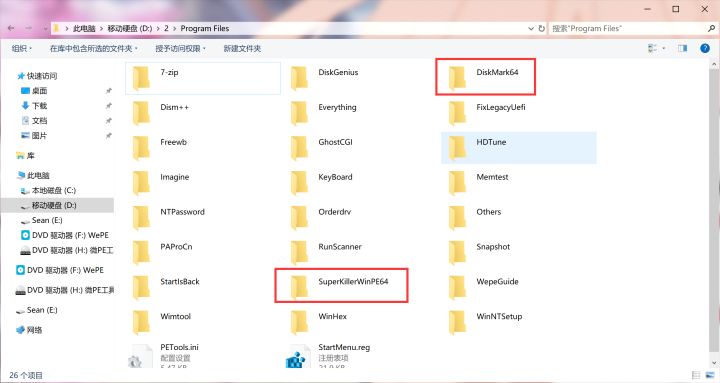 此电脑 > 移动硬盘 (D:) > 2 > Program Files
搜索"Program Files"
组织 在库中包含所选的文件夹 授予访问权限 新建文件夹
快速访问
桌面
下载
文档
图片
库
此电脑
本地磁盘 (C:)
移动硬盘 (D:)
Sean (E:)
DVD 驱动器 (F:) WePE
DVD 驱动器 (H:) 微PE工
DVD 驱动器 (F:) WePE
DVD 驱动器 (H:) 微PE工具
Sean (E:)
网络
7-zip DiskGenius DiskMark64
Dism++ Everything FixLegacyUefi
Freewb GhostCGI HDTune
Imagine KeyBoard Memtest
NTPassword Orderdrv Others
PAProCn RunScanner Snapshot
StartIsBack SuperKillerWinPE64 WepeGuide
Wimtool WinHex WinNTSetup
PETools.ini StartMenu.reg
配置设置 注册表项
26 个项目